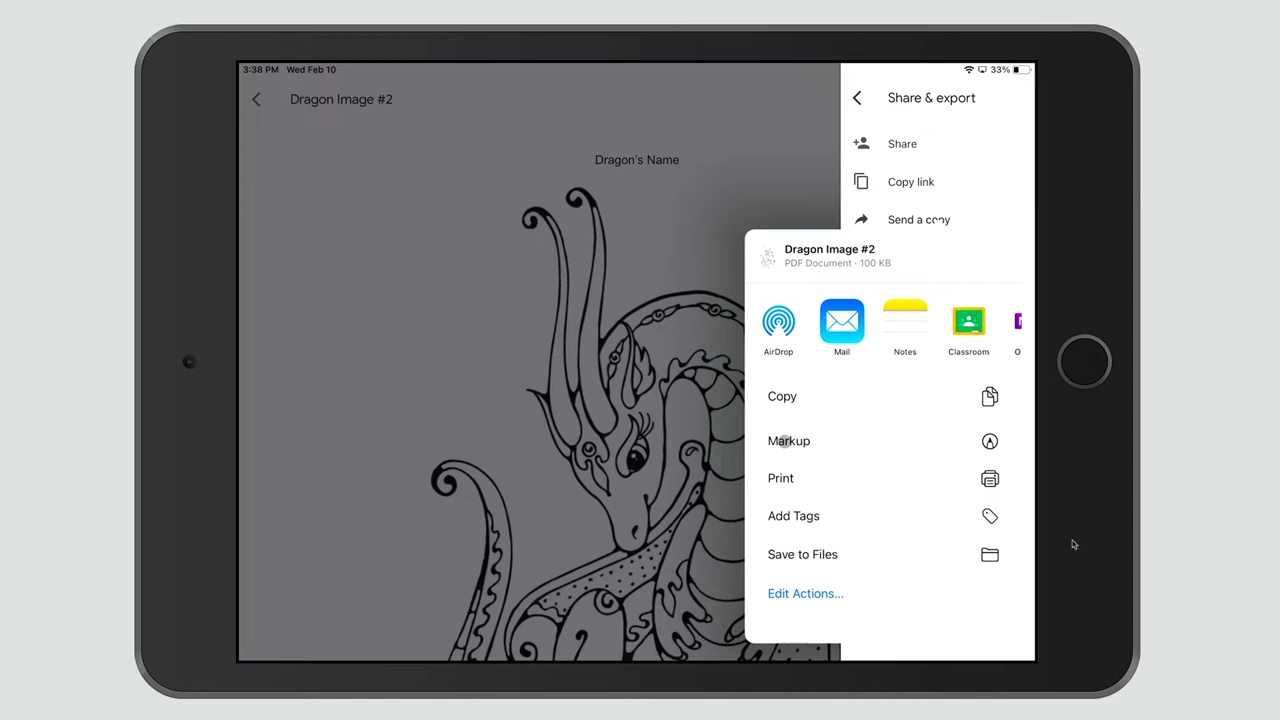 3:38 PM Wed Feb 10
33%
Dragon Image #2
Share & export
Dragon's Name
Share
Copy link
Send a copy
Dragon Image #2
PDF Document · 100 KB
AirDrop
Mail
Notes
Classroom
O
Copy
Markup
Print
Add Tags
Save to Files
Edit Actions...